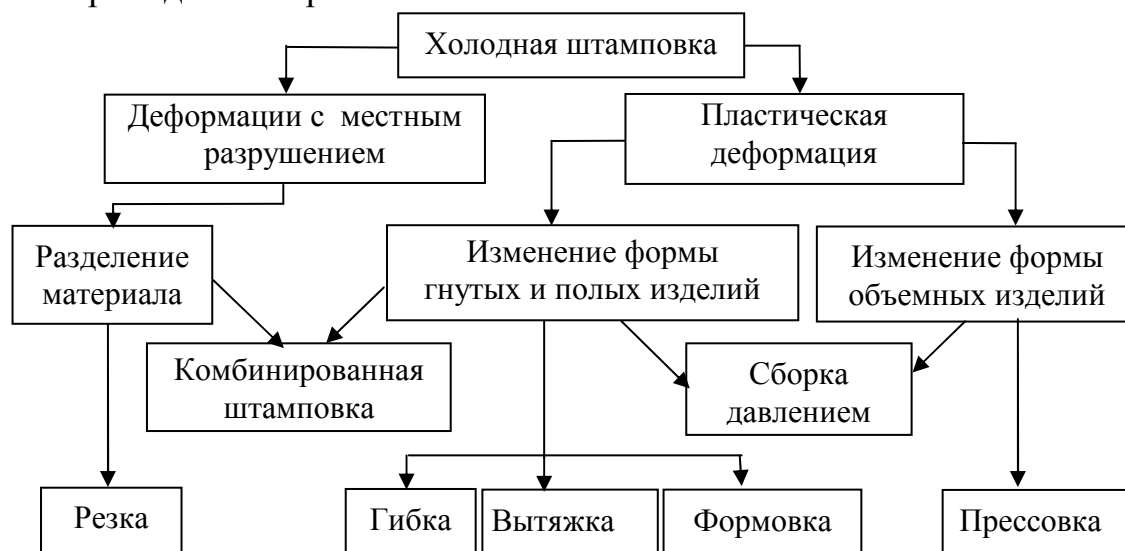 Холодная штамповка
Деформации с местным
разрушением
Пластическая
деформация
Разделение
материала
Изменение формы
гнутых и полых изделий
Изменение формы
объемных изделий
Комбинированная
штамповка
Сборка
давлением
Резка
Гибка
Вытяжка
Формовка
Прессовка